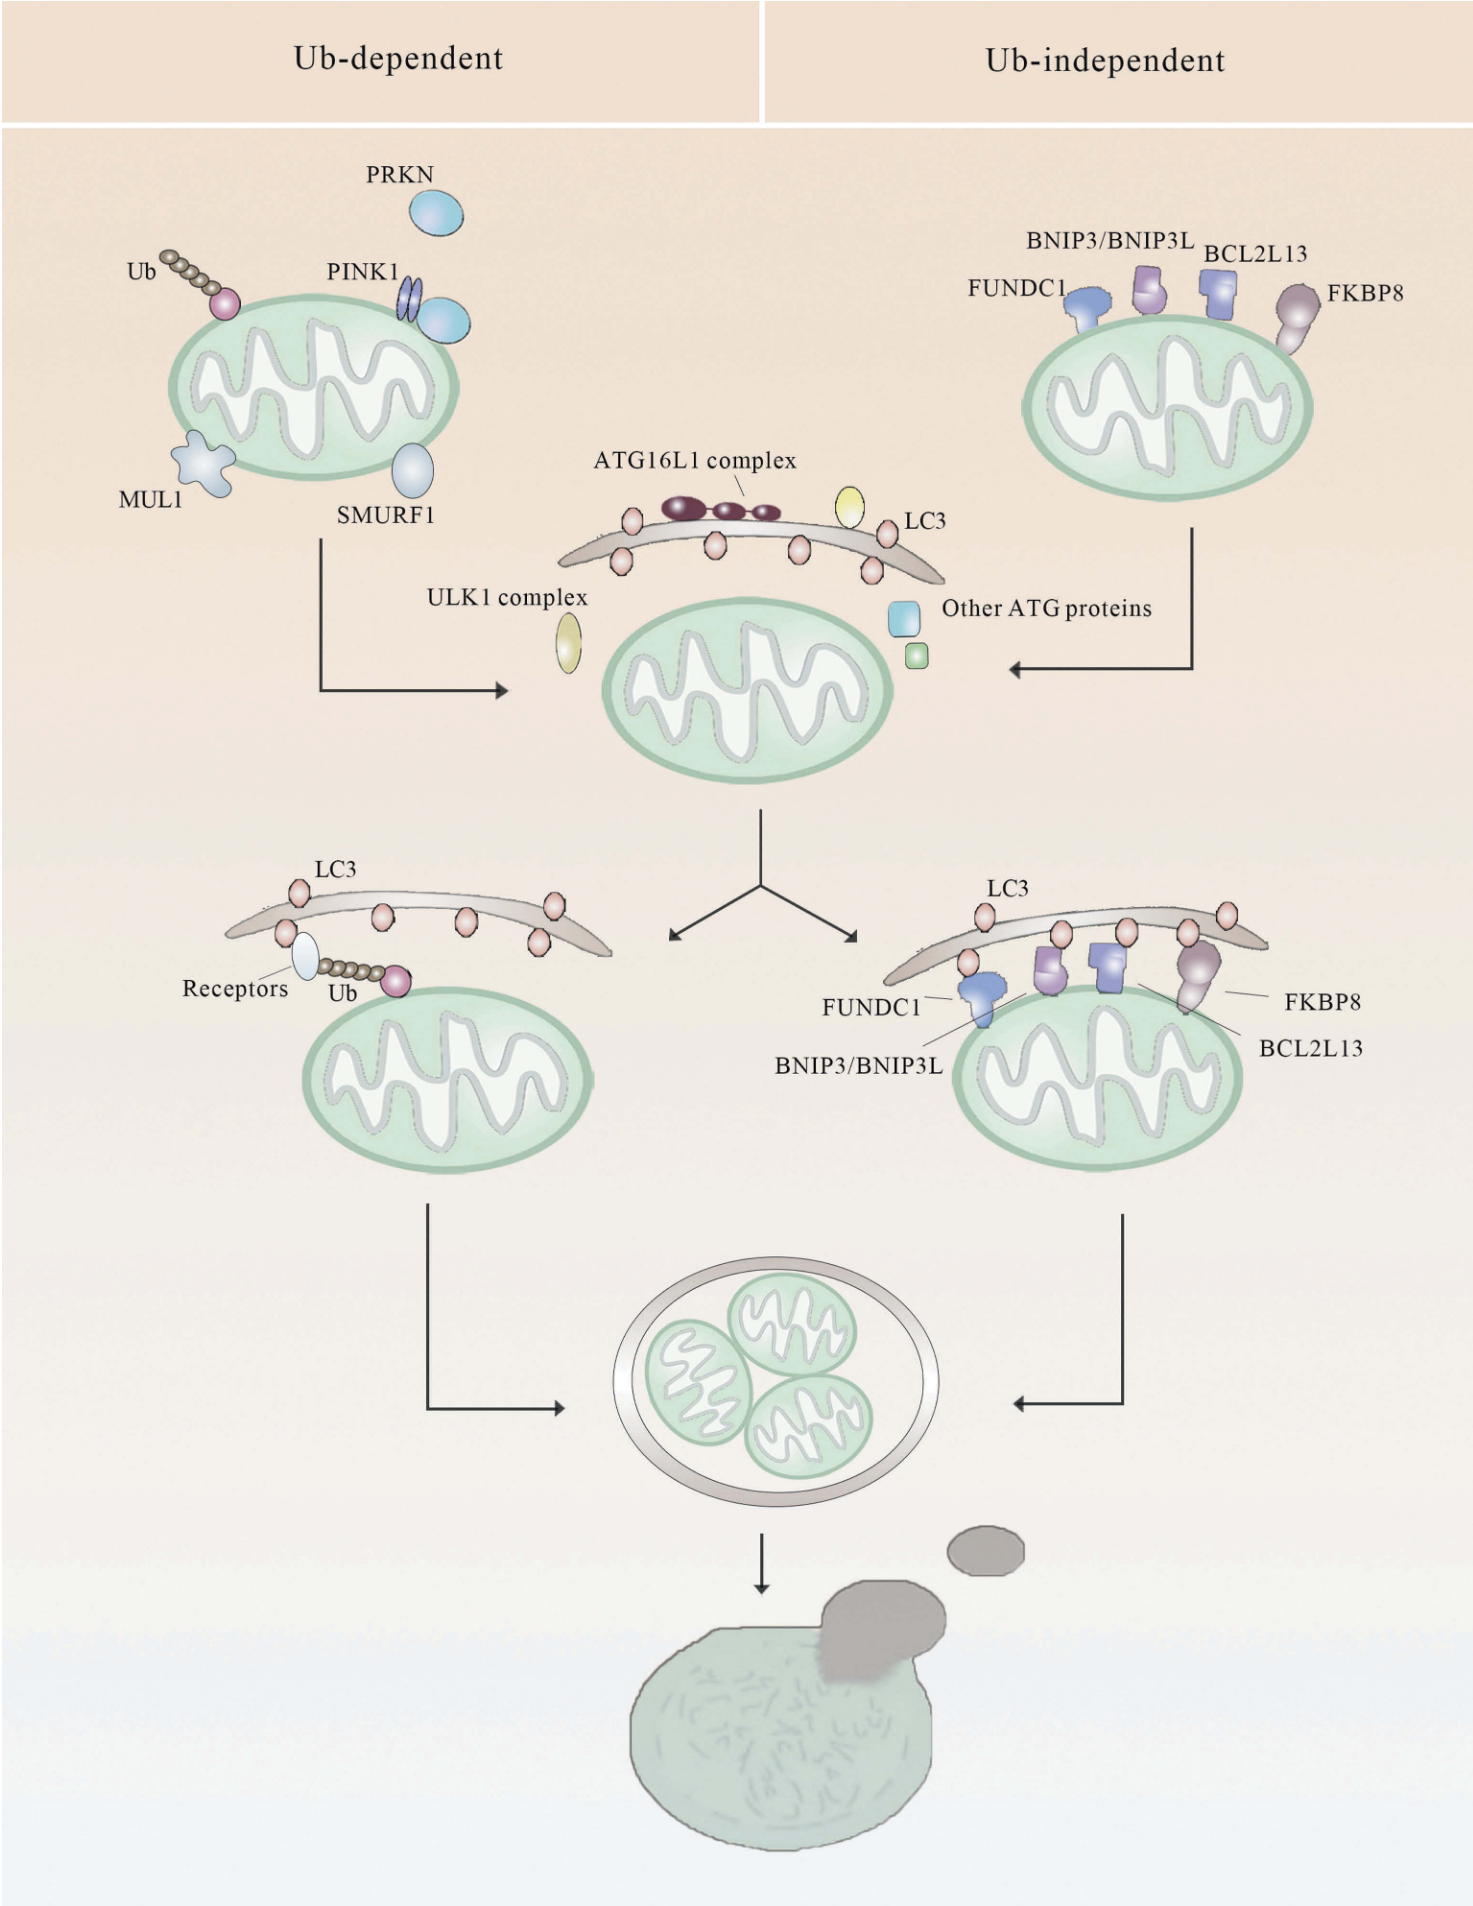 Ub-dependent
Ub-independent
PRKN
Ub
PINK1
MUL1
SMURF1
BNIP3/BNIP3L
BCL2L13
FUNDC1
FKBP8
ATG16L1 complex
LC3
ULK1 complex
Other ATG proteins
LC3
Receptors
Ub
LC3
FUNDC1
FKBP8
BNIP3/BNIP3L
BCL2L13